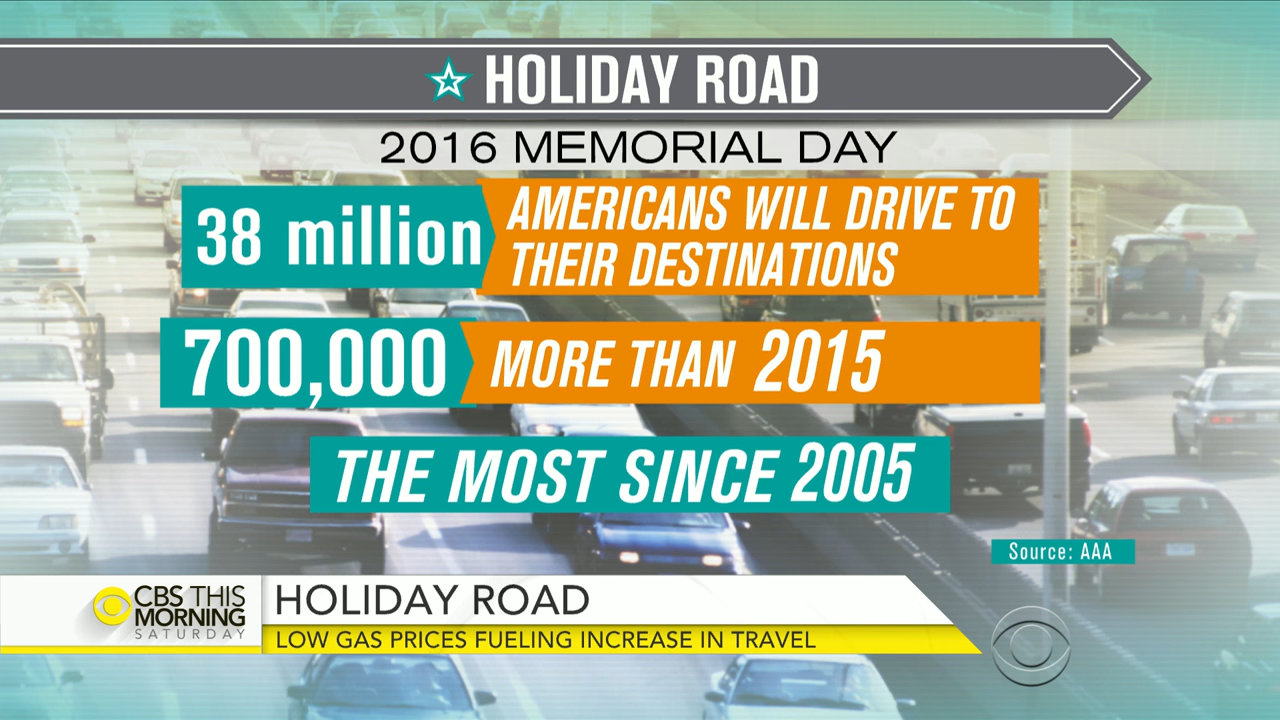 HOLIDAY ROAD
2016 MEMORIAL DAY
38 million
AMERICANS WILL DRIVE TO
THEIR DESTINATIONS
700,000
MORE THAN 2015
THE MOST SINCE 2005
Source: AAA
CBS THIS
MORNING
SATURDAY
HOLIDAY ROAD
LOW GAS PRICES FUELING INCREASE IN TRAVEL